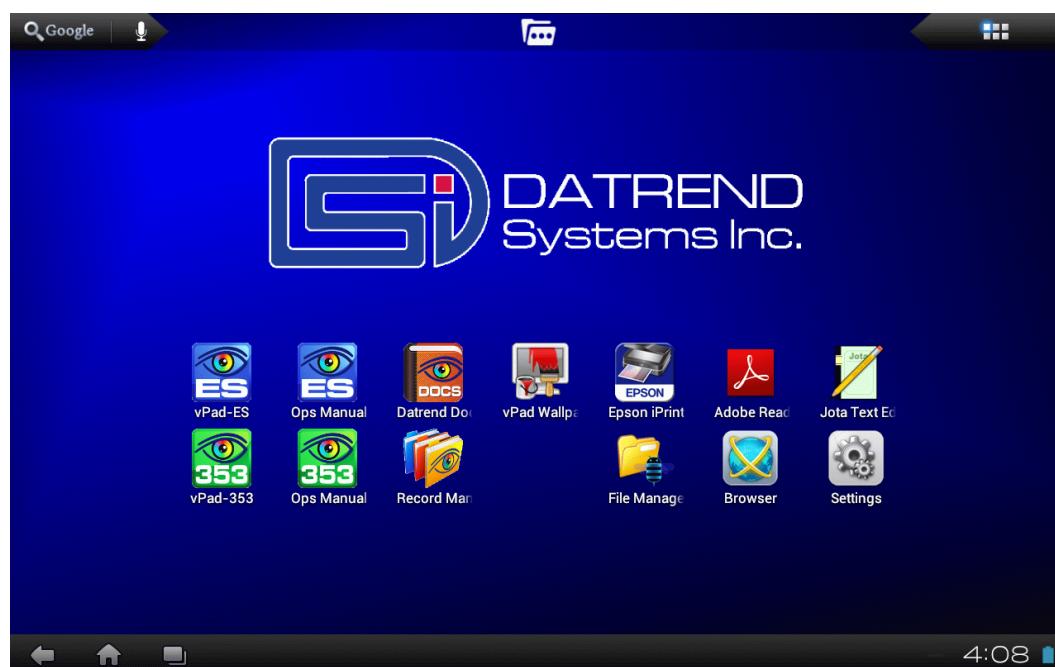 Google
DATREND
Systems Inc.
ES
ES
DOCS
EPSON
Jota
vPad-ES
Ops Manual
Datrend Do
vPad Wallpa
Epson iPrint
Adobe Read
Jota Text Ed
353
353
vPad-353
Ops Manual
Record Man
File Manage
Browser
Settings
4:08